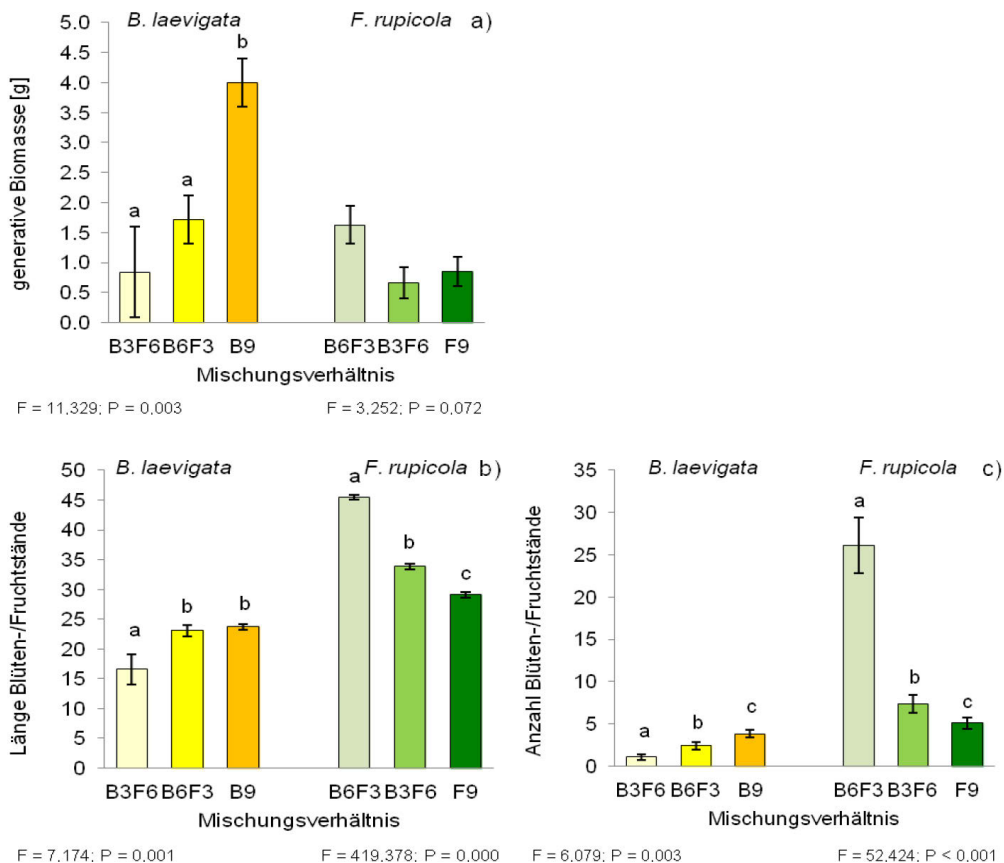 B. laevigata F. rupicola a)
generative Biomasse [g]
5.0
4.5
4.0
3.5
3.0
2.5
2.0
1.5
1.0
0.5
0.0
a a b
B3F6 B6F3 B9 B6F3 B3F6 F9
Mischungsverhältnis
F = 11,329; P = 0,003 F = 3,252; P = 0,072
B. laevigata F. rupicola b)
Länge Blüten-/Fruchtstände
50
45
40
35
30
25
20
15
10
5
0
a b b a b c
B3F6 B6F3 B9 B6F3 B3F6 F9
Mischungsverhältnis
F = 7,174; P = 0,001 F = 419,378; P = 0,000
B. laevigata F. rupicola c)
Anzahl Blüten-/Fruchtstände
35
30
25
20
15
10
5
0
a b c a b c
B3F6 B6F3 B9 B6F3 B3F6 F9
Mischungsverhältnis
F = 6,079; P = 0,003 F = 52,424; P < 0,001